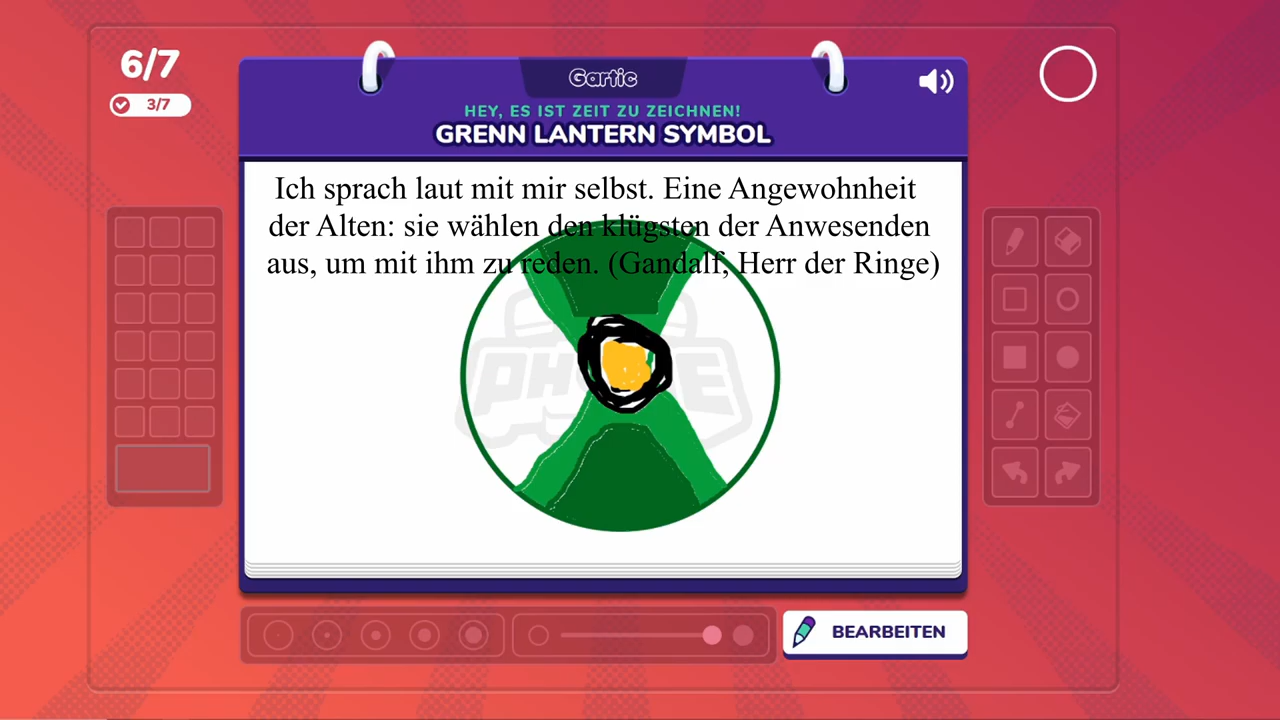 6/7
3/7
Gartic
HEY, ES IST ZEIT ZU ZEICHNEN!
GRENN LANTERN SYMBOL
Ich sprach laut mit mir selbst. Eine Angewohnheit
der Alten: sie wählen den klügsten der Anwesenden
aus, um mit ihm zu reden. (Gandalf, Herr der Ringe)
BEARBEITEN